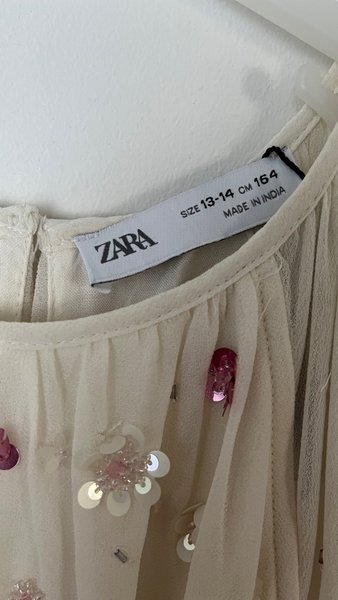 ZARA
SIZE 13-14 CM 164
MADE IN INDIA